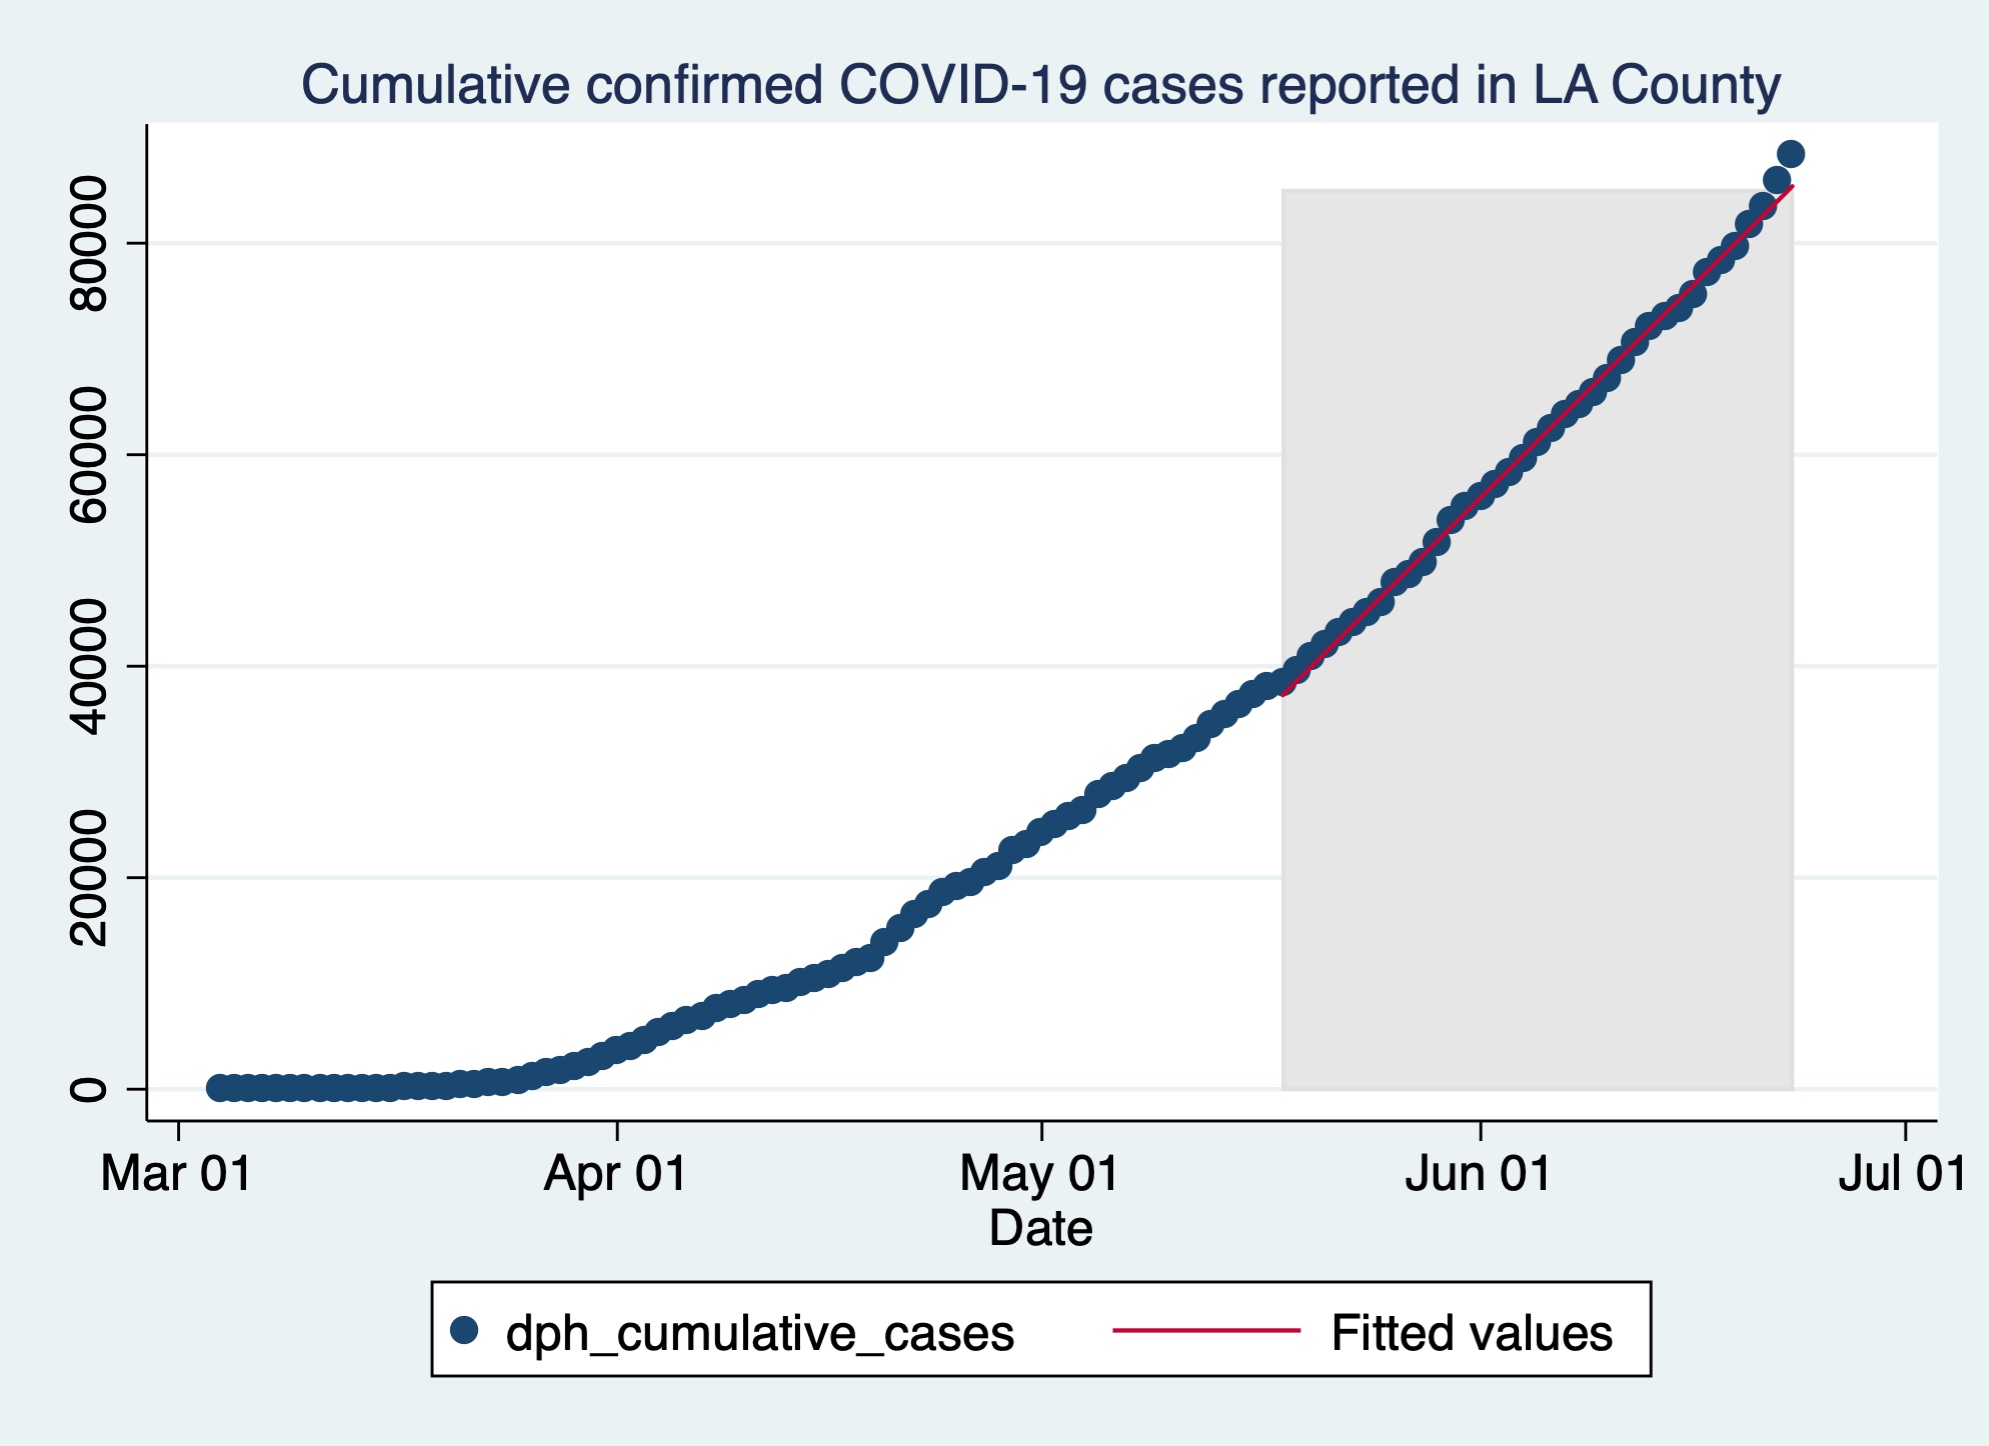 Cumulative confirmed COVID-19 cases reported in LA County
80000
60000
40000
20000
0
Mar 01 Apr 01 May 01 Jun 01 Jul 01
Date
dph_cumulative_cases Fitted values